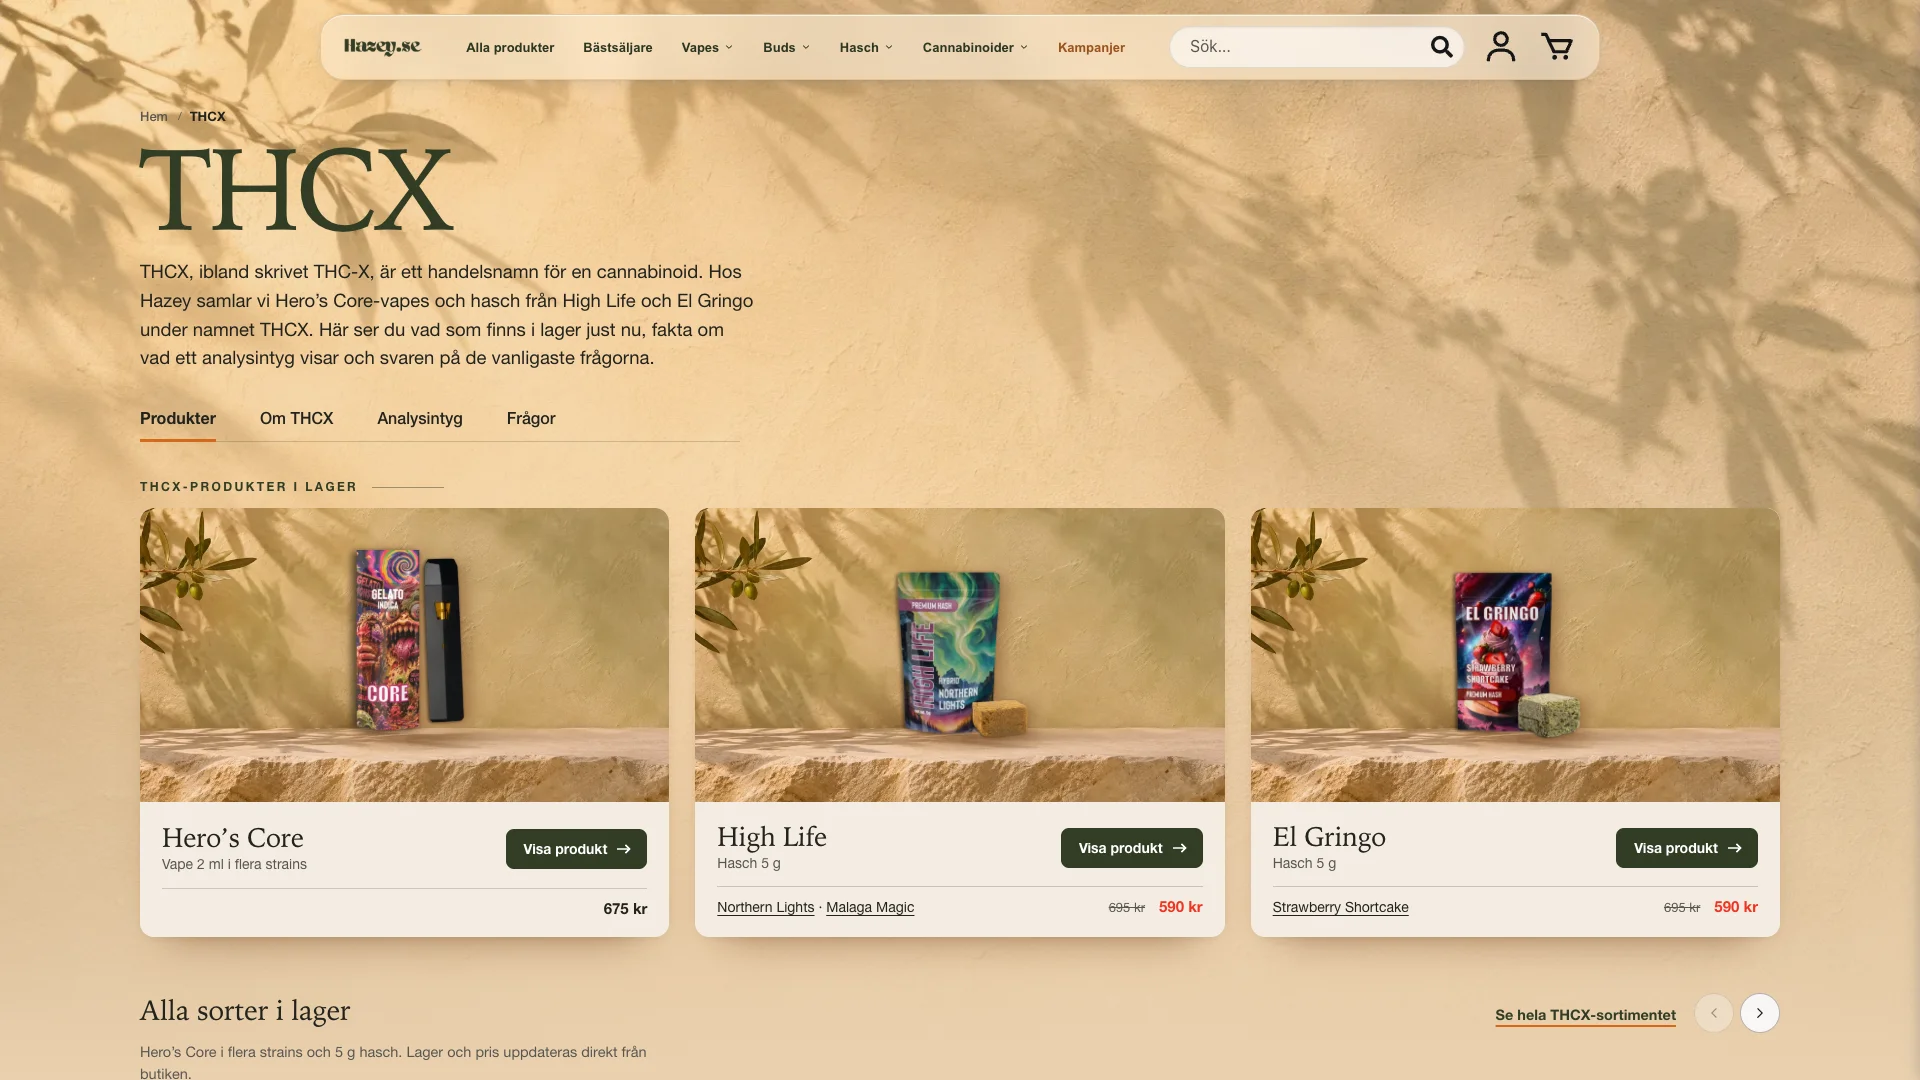 Hazey.se
Alla produkter
Bästsäljare
Vapes
Buds
Hasch
Cannabinoider
Kampanjer
Sök...
Hem / THCX
THCX
THCX, ibland skrivet THC-X, är ett handelsnamn för en cannabinoid. Hos
Hazey samlar vi Hero’s Core-vapes och hasch från High Life och El Gringo
under namnet THCX. Här ser du vad som finns i lager just nu, fakta om
vad ett analysintyg visar och svaren på de vanligaste frågorna.
Produkter
Om THCX
Analysintyg
Frågor
THCX-PRODUKTER I LAGER
GELATO
INDICA
CORE
PREMIUM HASH
HIGH LIFE
HYBRID
NORTHERN
LIGHTS
EL GRINGO
STRAWBERRY
SHORTCAKE
PREMIUM HASH
Hero’s Core
Vape 2 ml i flera strains
Visa produkt
675 kr
High Life
Hasch 5 g
Visa produkt
Northern Lights · Malaga Magic
695 kr 590 kr
El Gringo
Hasch 5 g
Visa produkt
Strawberry Shortcake
695 kr 590 kr
Alla sorter i lager
Se hela THCX-sortimentet
Hero’s Core i flera strains och 5 g hasch. Lager och pris uppdateras direkt från
butiken.